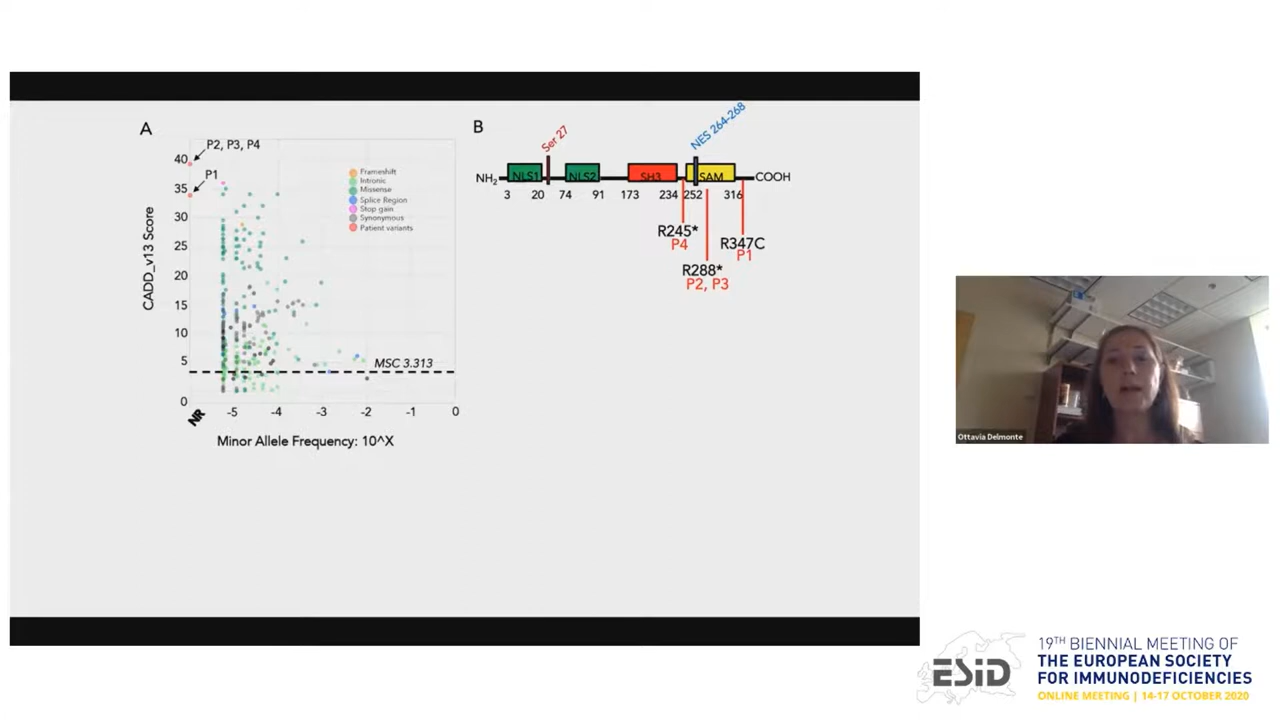 A
P2, P3, P4
P1
40
35
30
25
20
15
10
5
0
CADD_v13 Score
Frameshift
Intronic
Missense
Splice Region
Stop gain
Synonymous
Patient variants
MSC 3.313
NR -5 -4 -3 -2 -1 0
Minor Allele Frequency: 10^X
B
Ser 27
NES 264-268
NH2 NLS1 NLS2 SH3 SAM COOH
3 20 74 91 173 234 252 316
R245*
P4
R347C
P1
R288*
P2, P3
Ottavia Delmonte
ESiD
19TH BIENNIAL MEETING OF
THE EUROPEAN SOCIETY
FOR IMMUNODEFICIENCIES
ONLINE MEETING | 14-17 OCTOBER 2020